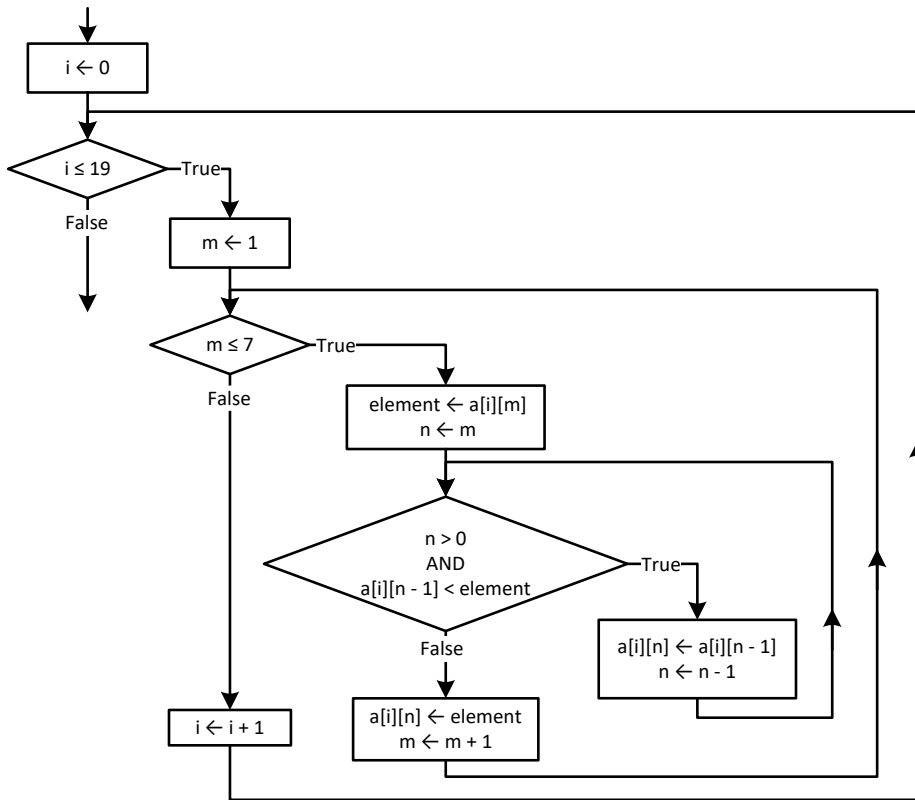 i ← 0
i ≤ 19
True
False
m ← 1
m ≤ 7
True
False
element ← a[i][m]
n ← m
n > 0
AND
a[i][n - 1] < element
True
False
a[i][n] ← a[i][n - 1]
n ← n - 1
a[i][n] ← element
m ← m + 1
i ← i + 1